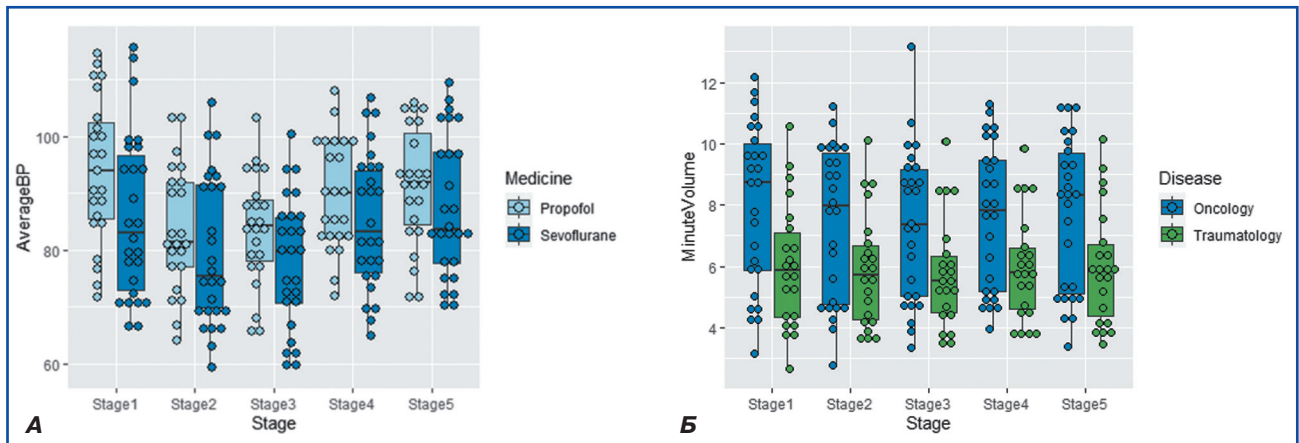 AverageBP
100
80
60
Stage1 Stage2 Stage3 Stage4 Stage5
Stage
Medicine
Propofol
Sevoflurane
А
MinuteVolume
12
10
8
6
4
Stage1 Stage2 Stage3 Stage4 Stage5
Stage
Disease
Oncology
Traumatology
Б